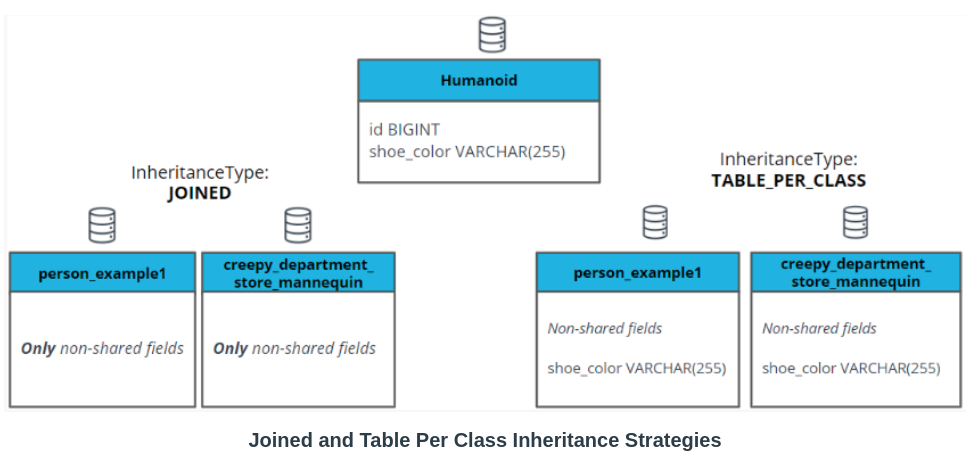 Humanoid
id BIGINT
shoe_color VARCHAR(255)
InheritanceType:
JOINED
InheritanceType:
TABLE_PER_CLASS
person_example1
Only non-shared fields
creepy_department_
store_mannequin
Only non-shared fields
person_example1
Non-shared fields
shoe_color VARCHAR(255)
creepy_department_
store_mannequin
Non-shared fields
shoe_color VARCHAR(255)
Joined and Table Per Class Inheritance Strategies